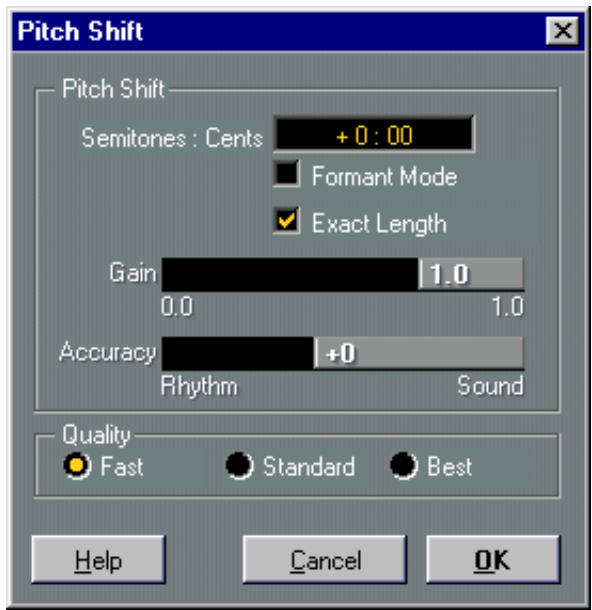 Pitch Shift
Pitch Shift
Semitones : Cents + 0 : 00
Formant Mode
Exact Length
Gain 1.0
0.0 1.0
Accuracy +0
Rhythm Sound
Quality
Fast Standard Best
Help Cancel OK